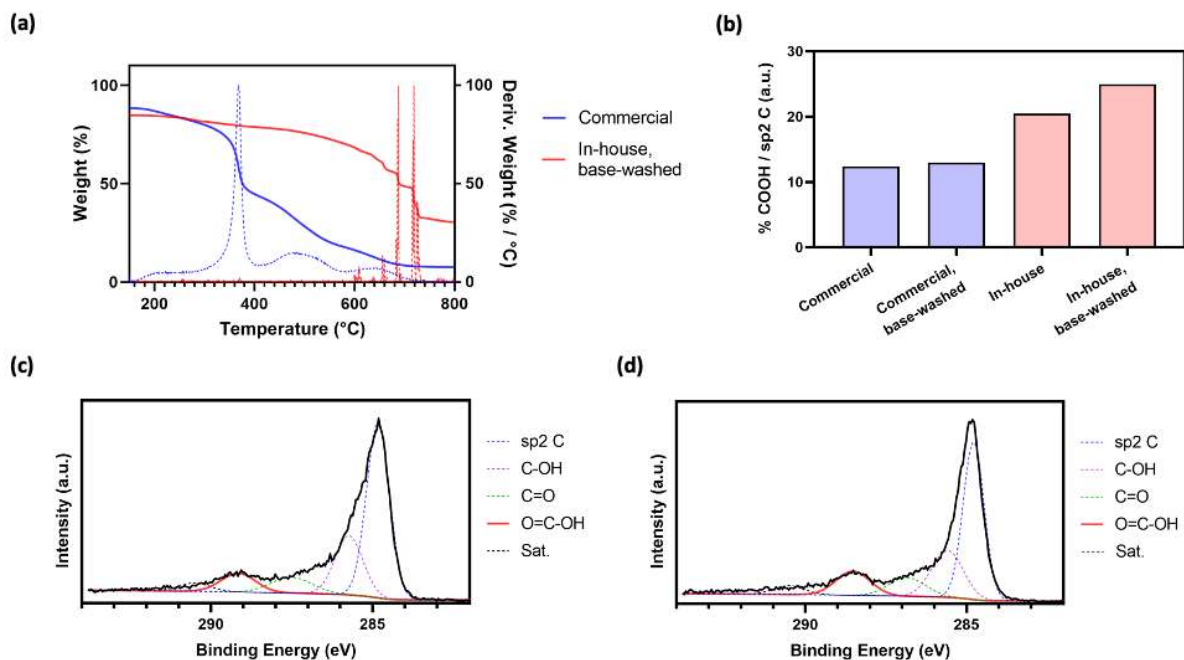 (a)
100
50
0
Weight (%)
200
400
600
800
Temperature (°C)
100
50
0
Deriv. Weight (% / °C)
Commercial
In-house,
base-washed
(b)
30
20
10
0
% COOH / sp2 C (a.u.)
Commercial
Commercial,
base-washed
In-house
In-house,
base-washed
(c)
Intensity (a.u.)
290
285
Binding Energy (eV)
sp2 C
C-OH
C=O
O=C-OH
Sat.
(d)
Intensity (a.u.)
290
285
Binding Energy (eV)
sp2 C
C-OH
C=O
O=C-OH
Sat.